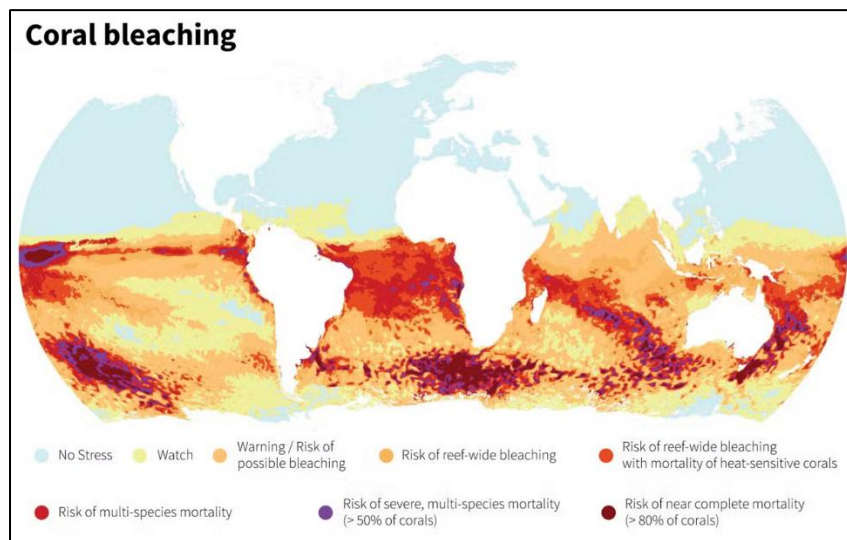 Coral bleaching
No Stress
Watch
Warning / Risk of
possible bleaching
Risk of reef-wide bleaching
Risk of reef-wide bleaching
with mortality of heat-sensitive corals
Risk of multi-species mortality
Risk of severe, multi-species mortality
(> 50% of corals)
Risk of near complete mortality
(> 80% of corals)